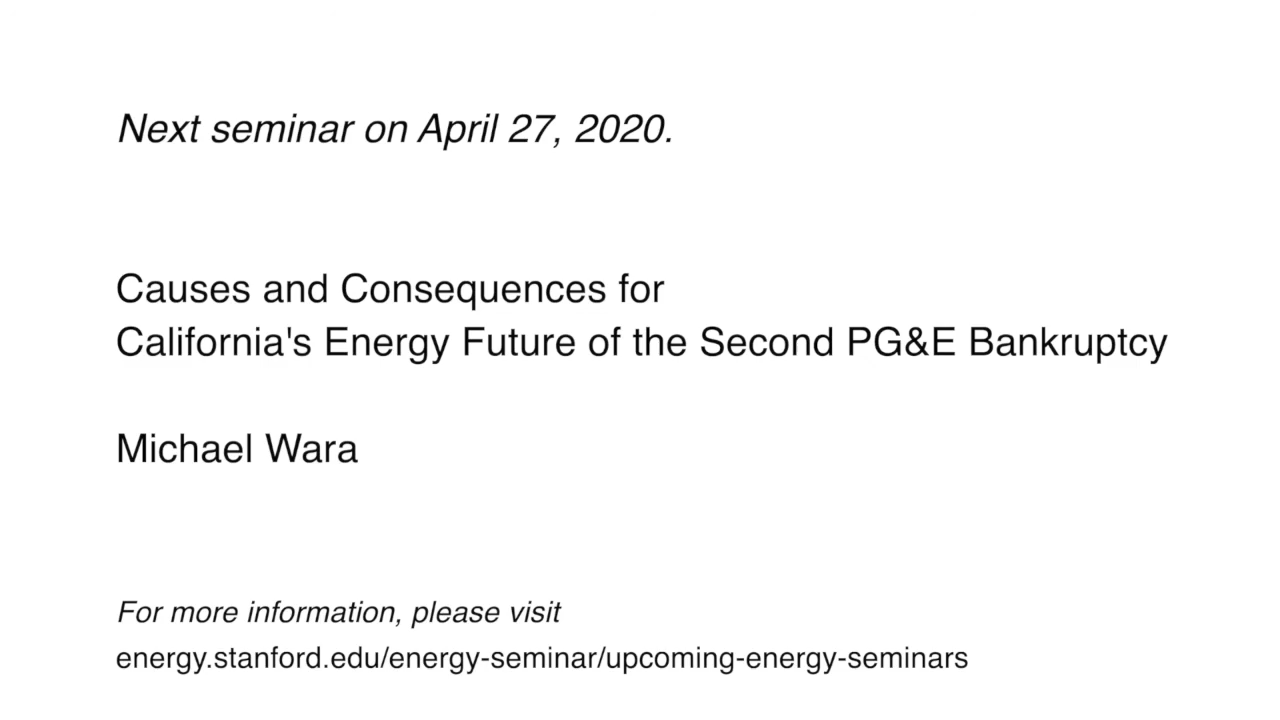 Next seminar on April 27, 2020.
Causes and Consequences for
California's Energy Future of the Second PG&E Bankruptcy
Michael Wara
For more information, please visit
energy.stanford.edu/energy-seminar/upcoming-energy-seminars